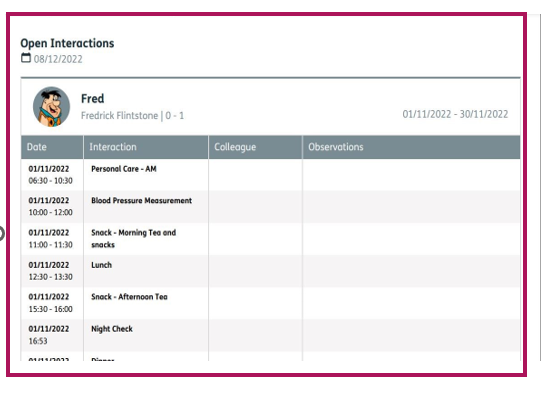 Open Interactions
08/12/2022
Fred
Fredrick Flintstone | 0 - 1
01/11/2022 - 30/11/2022
Date Interaction Colleague Observations
01/11/2022 Personal Care - AM
06:30 - 10:30
01/11/2022 Blood Pressure Measurement
10:00 - 12:00
01/11/2022 Snack - Morning Tea and
11:00 - 11:30 snacks
01/11/2022 Lunch
12:30 - 13:30
01/11/2022 Snack - Afternoon Tea
15:30 - 16:00
01/11/2022 Night Check
16:53
01/11/2022 Dinner